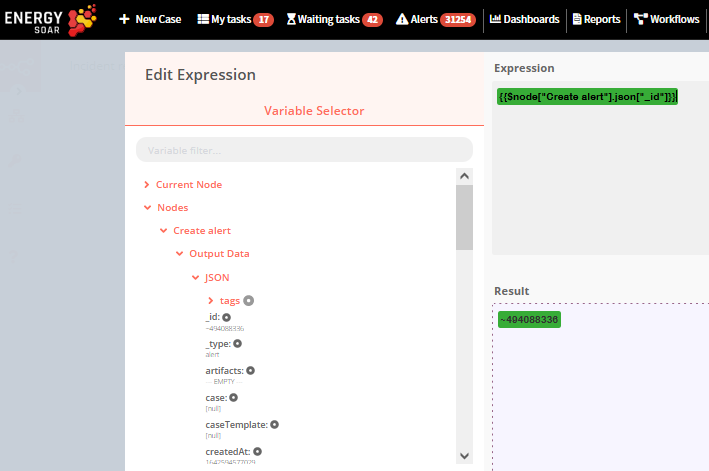 ENERGY
SOAR
+ New Case
My tasks 17
Waiting tasks 42
Alerts 31254
Dashboards
Reports
Workflows
Edit Expression
Variable Selector
Variable filter...
Current Node
Nodes
Create alert
Output Data
JSON
tags
_id:
~494088336
_type:
alert
artifacts:
--- EMPTY ---
case:
[null]
caseTemplate:
[null]
createdAt:
1642594577029
Expression
{{$node["Create alert"].json["_id"]}}
Result
~494088336